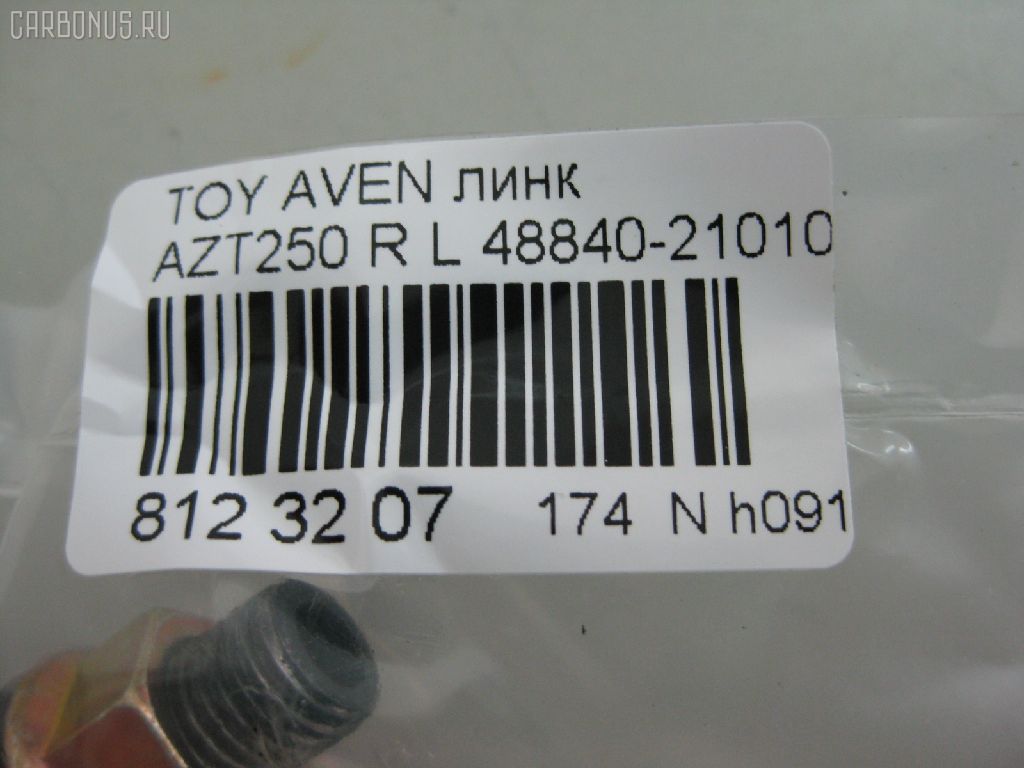 CARBONUS.RU
TOY AVEN линк
AZT250 R L 48840-21010
812 32 07 174 N h091